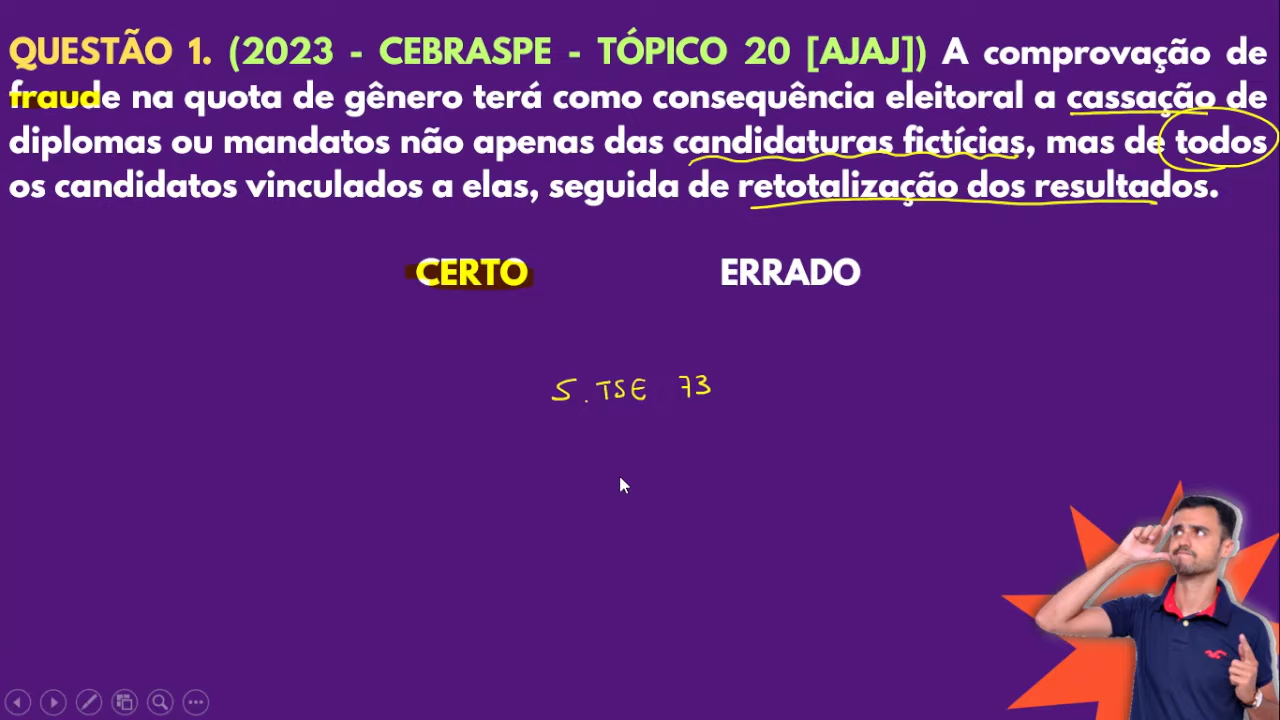 QUESTÃO 1. (2023 - CEBRASPE - TÓPICO 20 [AJAJ]) A comprovação de
fraude na quota de gênero terá como consequência eleitoral a cassação de
diplomas ou mandatos não apenas das candidaturas fictícias, mas de todos
os candidatos vinculados a elas, seguida de retotalização dos resultados.
CERTO ERRADO
S. TSE 73